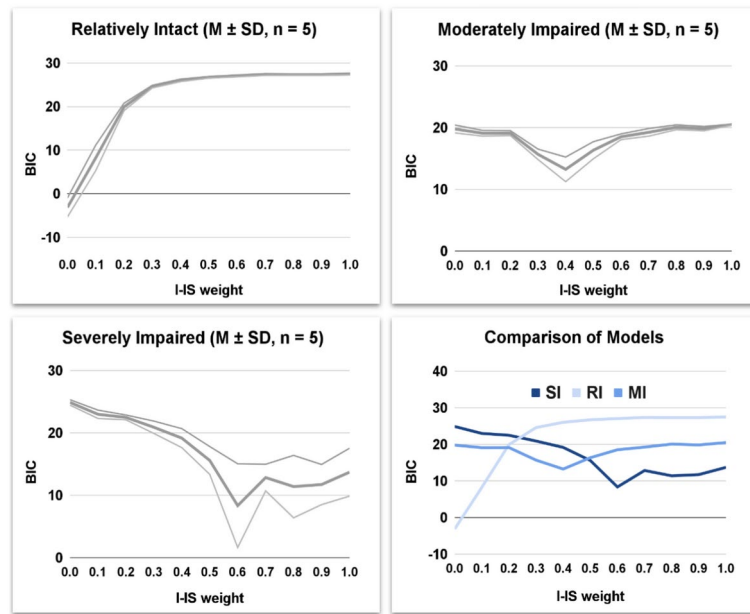 Relatively Intact (M ± SD, n = 5)
30
20
10
0
-10
BIC
0.0 0.1 0.2 0.3 0.4 0.5 0.6 0.7 0.8 0.9 1.0
I-IS weight
Moderately Impaired (M ± SD, n = 5)
30
20
10
0
BIC
0.0 0.1 0.2 0.3 0.4 0.5 0.6 0.7 0.8 0.9 1.0
I-IS weight
Severely Impaired (M ± SD, n = 5)
30
20
10
0
BIC
0.0 0.1 0.2 0.3 0.4 0.5 0.6 0.7 0.8 0.9 1.0
I-IS weight
Comparison of Models
SI RI MI
40
30
20
10
0
-10
BIC
0.0 0.1 0.2 0.3 0.4 0.5 0.6 0.7 0.8 0.9 1.0
I-IS weight